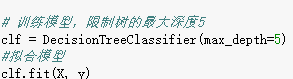 # 训练模型，限制树的最大深度5
clf = DecisionTreeClassifier(max_depth=5)
#拟合模型
clf.fit(X, y)